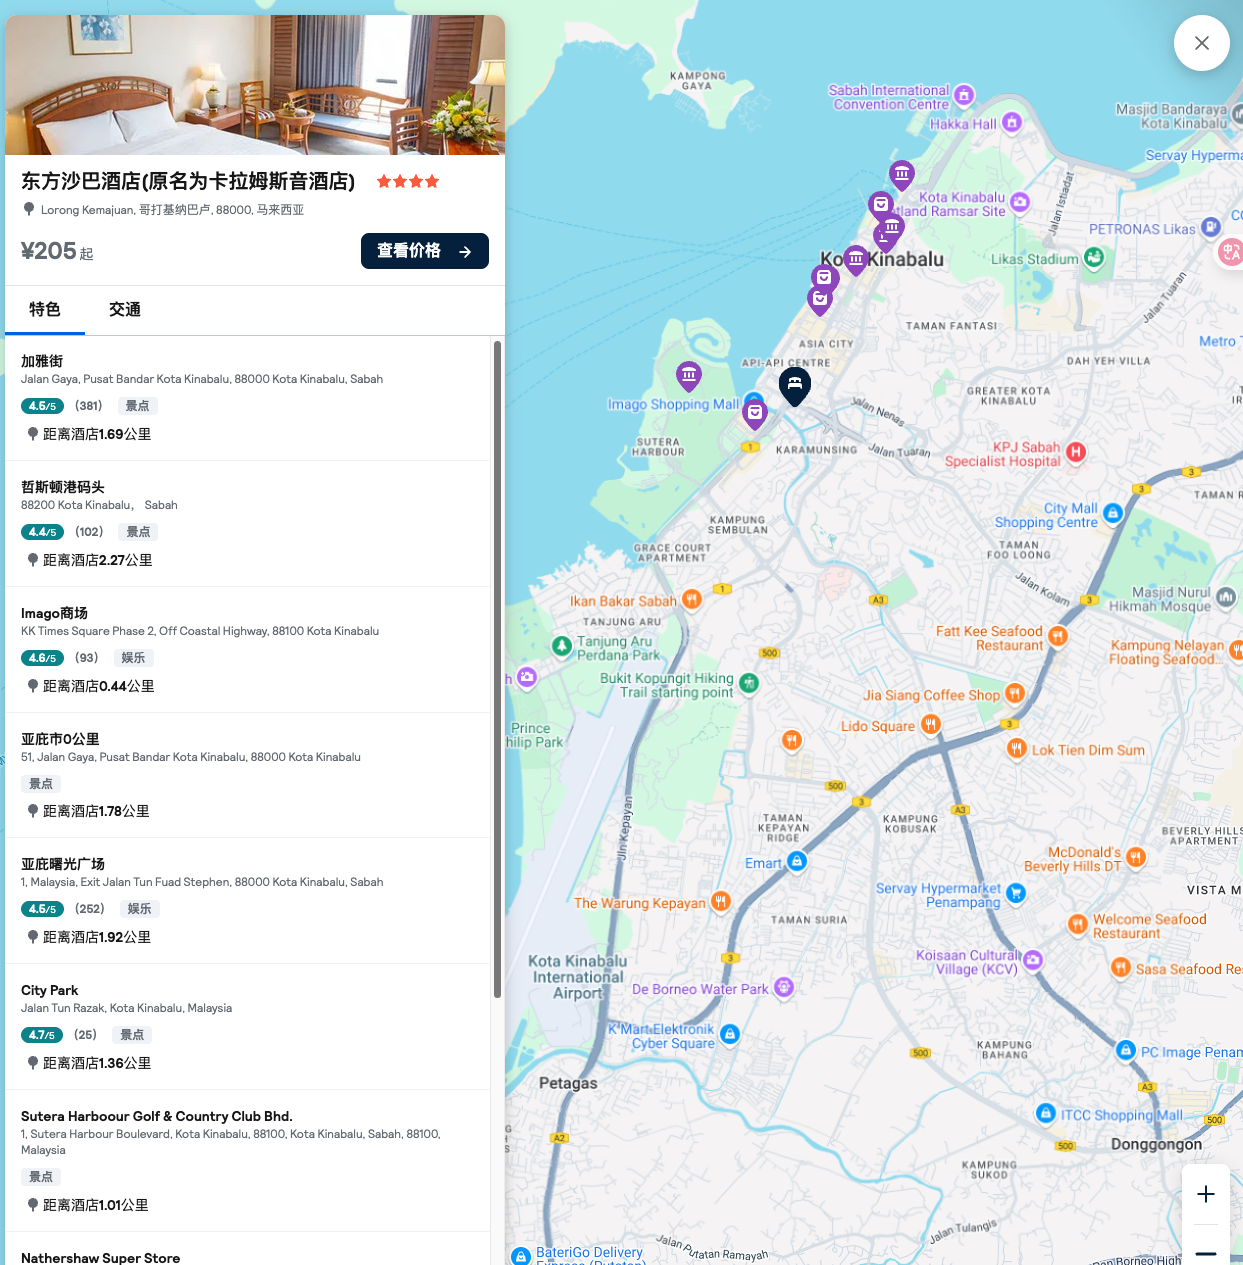 东方沙巴酒店(原名为卡拉姆斯音酒店)
Lorong Kemajuan, 哥打基纳巴卢, 88000, 马来西亚
¥205 起
查看价格
特色
交通
加雅街
Jalan Gaya, Pusat Bandar Kota Kinabalu, 88000 Kota Kinabalu, Sabah
4.5/5 (381) 景点
距离酒店1.69公里
哲斯顿港码头
88200 Kota Kinabalu, Sabah
4.4/5 (102) 景点
距离酒店2.27公里
Imago商场
KK Times Square Phase 2, Off Coastal Highway, 88100 Kota Kinabalu
4.6/5 (93) 娱乐
距离酒店0.44公里
亚庇市0公里
51, Jalan Gaya, Pusat Bandar Kota Kinabalu, 88000 Kota Kinabalu
景点
距离酒店1.78公里
亚庇曙光广场
1, Malaysia, Exit Jalan Tun Fuad Stephen, 88000 Kota Kinabalu, Sabah
4.5/5 (252) 娱乐
距离酒店1.92公里
City Park
Jalan Tun Razak, Kota Kinabalu, Malaysia
4.7/5 (25) 景点
距离酒店1.36公里
Sutera Harboour Golf & Country Club Bhd.
1, Sutera Harbour Boulevard, Kota Kinabalu, 88100, Kota Kinabalu, Sabah, 88100,
Malaysia
景点
距离酒店1.01公里
Nathershaw Super Store
KAMPONG
GAYA
Sabah International
Convention Centre
Hakka Hall
Masjid Bandaraya
Kota Kinabalu
Servay Hyperm
Jalan Istiadat
Kota Kinabalu
tland Ramsar Site
PETRONAS Likas
Likas Stadium
Kinabalu
Jalan Tuaran
TAMAN FANTASI
ASIA CITY
API-API CENTRE
DAH YEH VILLA
Metro
GREATER KOTA
KINABALU
Imago Shopping Mall
Jalan Nenas
SUTERA
HARBOUR
1
KARAMUNSING
Jalan Tuaran
KPJ Sabah
Specialist Hospital
3
3
TAMAN
City Mall
Shopping Centre
KAMPUNG
SEMBULAN
GRACE COURT
APARTMENT
TAMAN
FOO LOONG
Jalan Kolam
1
A3
3
Masjid Nurul
Hikmah Mosque
Ikan Bakar Sabah
TANJUNG ARU
Fatt Kee Seafood
Restaurant
Tanjung Aru
Perdana Park
500
Kampung Nelayan
Floating Seafood...
Bukit Kopungit Hiking
Trail starting point
Jia Siang Coffee Shop
Prince
hilip Park
Lido Square
3
Lok Tien Dim Sum
500
3
A3
Jln Kepayan
TAMAN
KEPAYAN
RIDGE
KAMPUNG
KOBUSAK
BEVERLY HILLS
APARTMENT
Emart
McDonald's
Beverly Hills DT
Servay Hypermarket
Penampang
VISTA M
The Warung Kepayan
TAMAN SURIA
Welcome Seafood
Restaurant
Kota Kinabalu
International
Airport
3
Koisaan Cultural
Village (KCV)
Sasa Seafood Re
De Borneo Water Park
K Mart Elektronik
Cyber Square
500
KAMPUNG
BAHANG
PC Image Penam
Petagas
A3
ITCC Shopping Mall
500
A2
500
Donggongon
KAMPUNG
SUKOD
Jalan Tulangis
Jalan Putatan Ramayah
BateriGo Delivery
Express (Putatan)
Borneo High